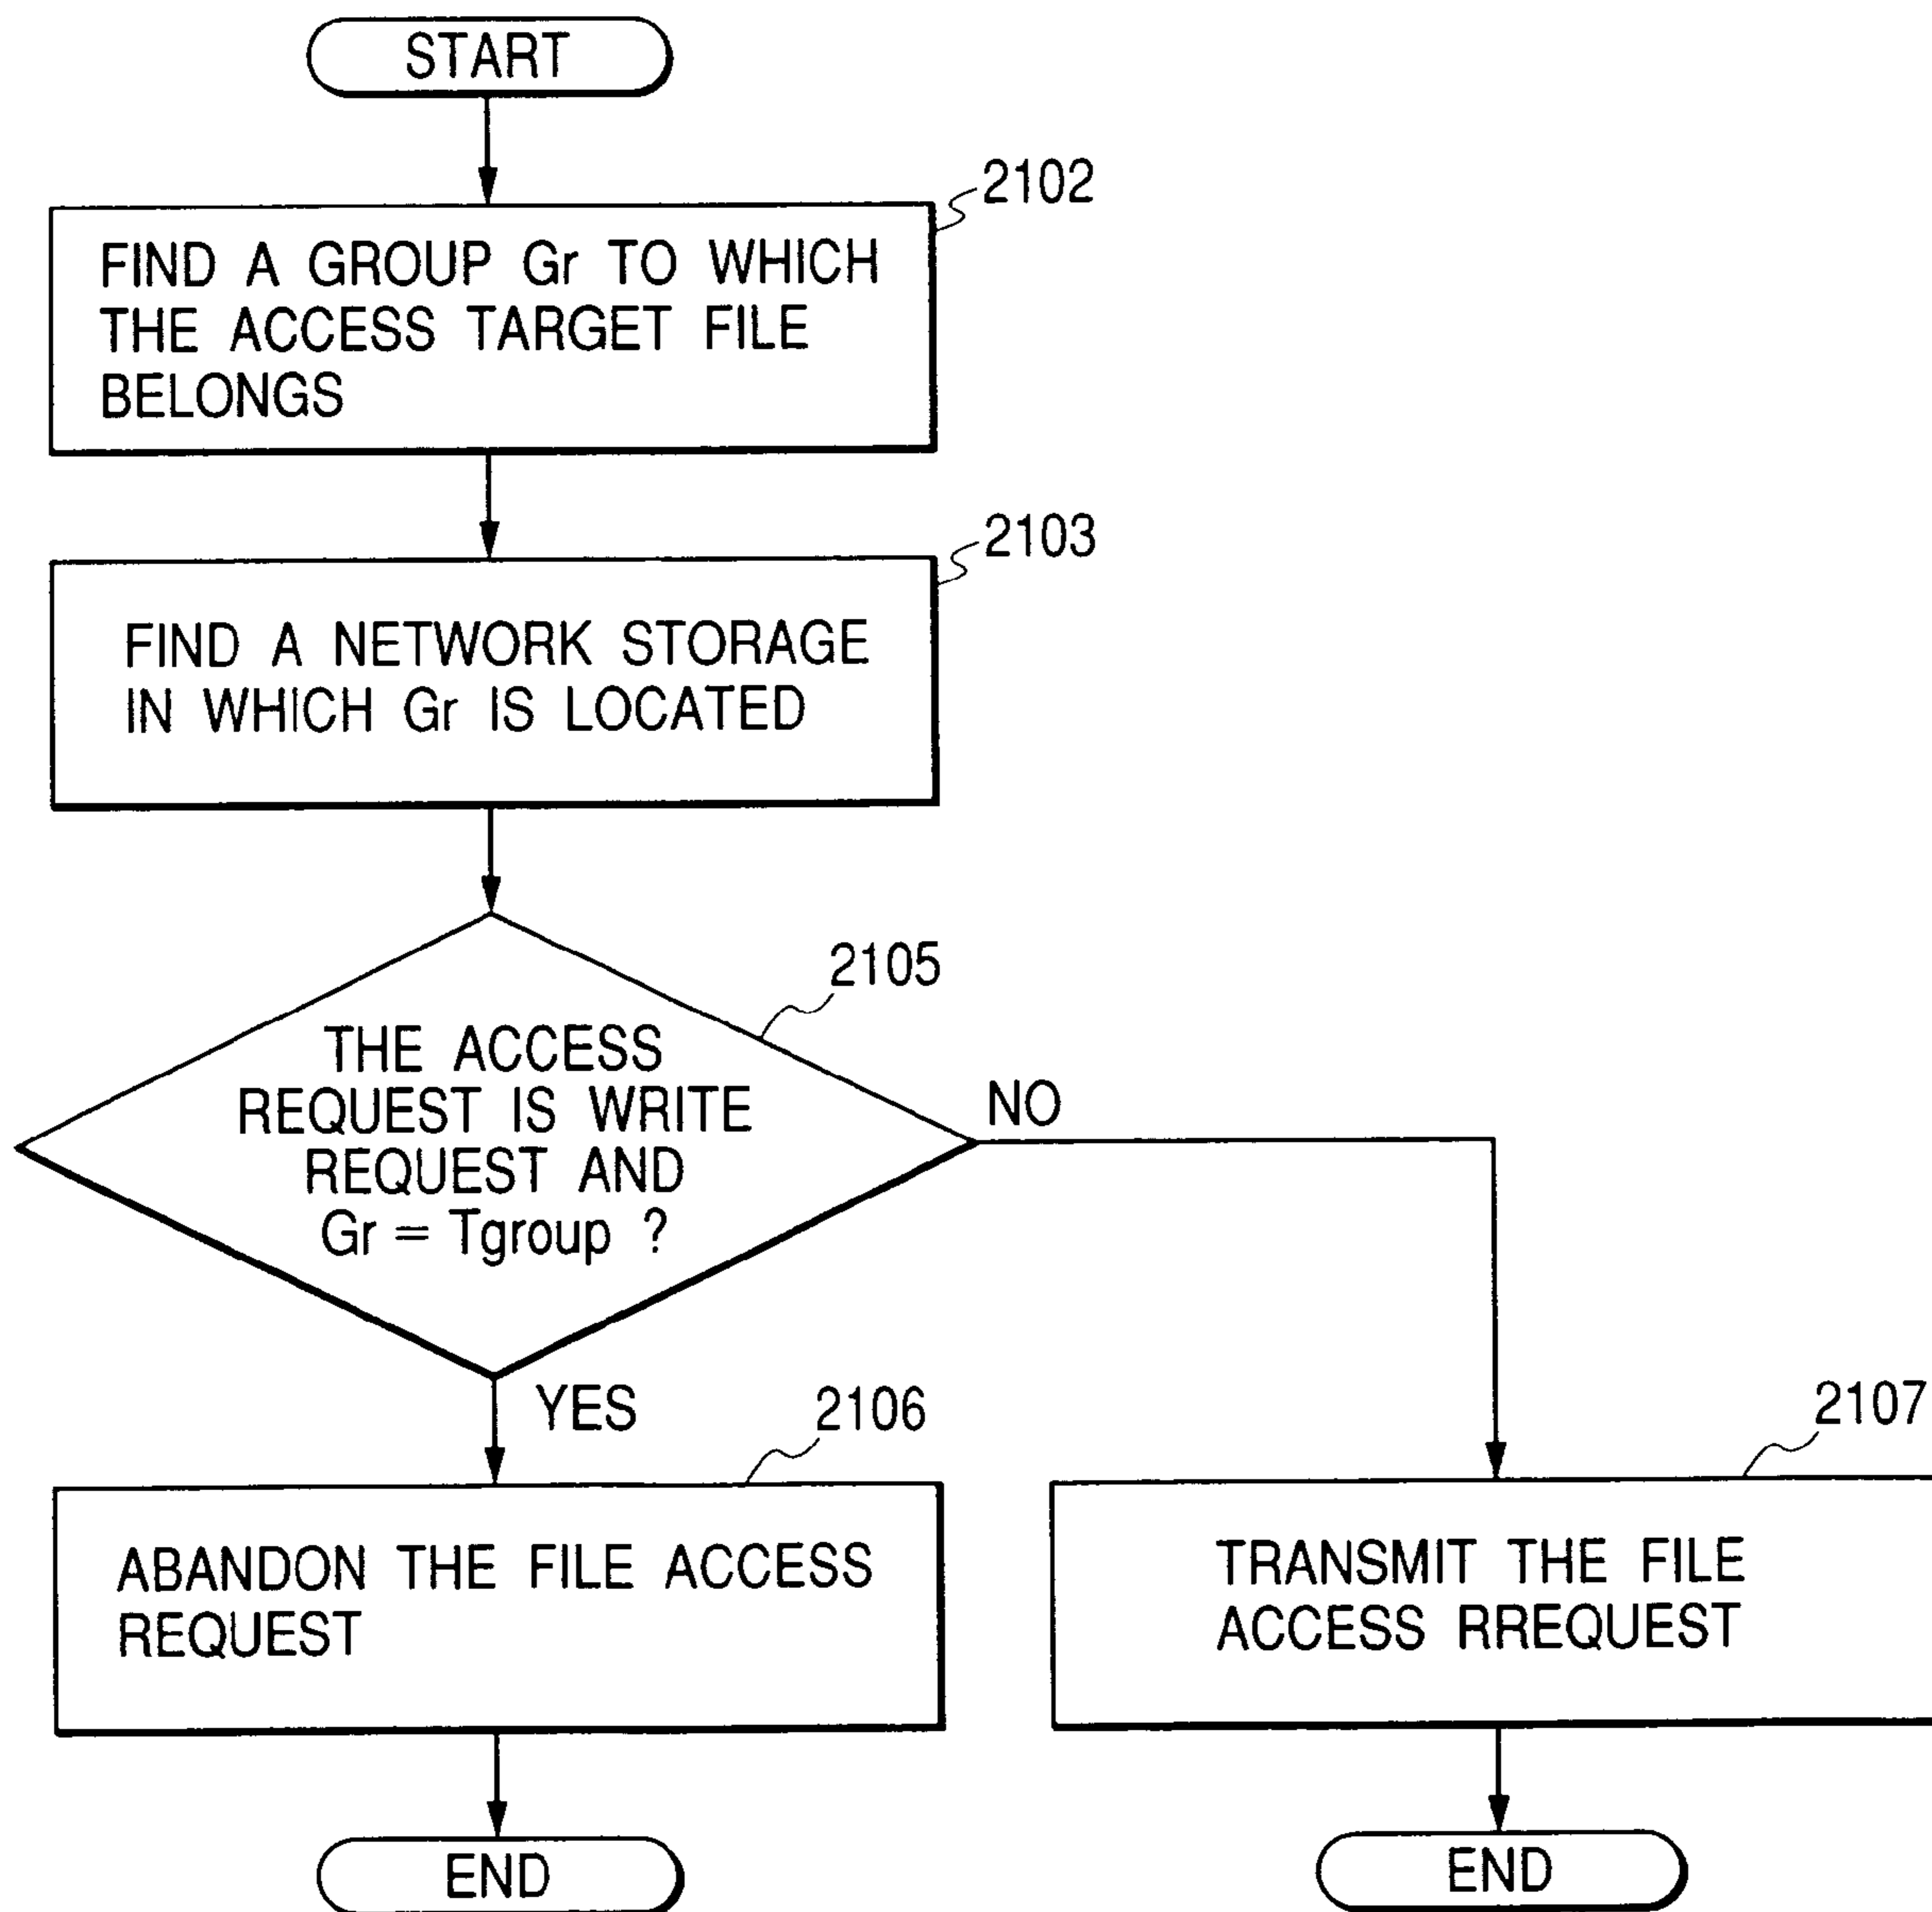 START
2102
FIND A GROUP Gr TO WHICH
THE ACCESS TARGET FILE
BELONGS
2103
FIND A NETWORK STORAGE
IN WHICH Gr IS LOCATED
2105
THE ACCESS
REQUEST IS WRITE
REQUEST AND
Gr = Tgroup ?
NO
YES
2106
ABANDON THE FILE ACCESS
REQUEST
END
2107
TRANSMIT THE FILE
ACCESS RREQUEST
END